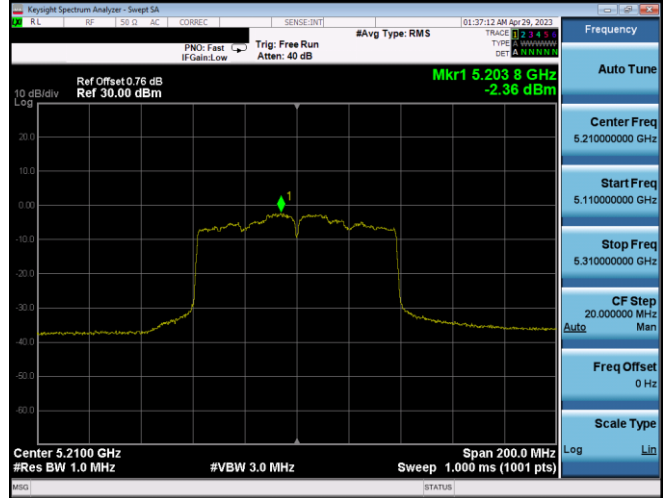 Keysight Spectrum Analyzer - Swept SA
RL RF 50 Ω AC CORREC SENSE:INT 01:37:12 AM Apr 29, 2023
#Avg Type: RMS TRACE 1 2 3 4 5 6
PNO: Fast Trig: Free Run TYPE A WWWWW
IFGain:Low Atten: 40 dB DET A N N N N N
Mkr1 5.203 8 GHz
Ref Offset 0.76 dB
10 dB/div Ref 30.00 dBm -2.36 dBm
Log
20.0
10.0
0.00
-10.0
-20.0
-30.0
-40.0
-50.0
-60.0
1
Center 5.2100 GHz Span 200.0 MHz
#Res BW 1.0 MHz #VBW 3.0 MHz Sweep 1.000 ms (1001 pts)
MSG STATUS
Frequency
Auto Tune
Center Freq
5.210000000 GHz
Start Freq
5.110000000 GHz
Stop Freq
5.310000000 GHz
CF Step
20.000000 MHz
Auto Man
Freq Offset
0 Hz
Scale Type
Log Lin